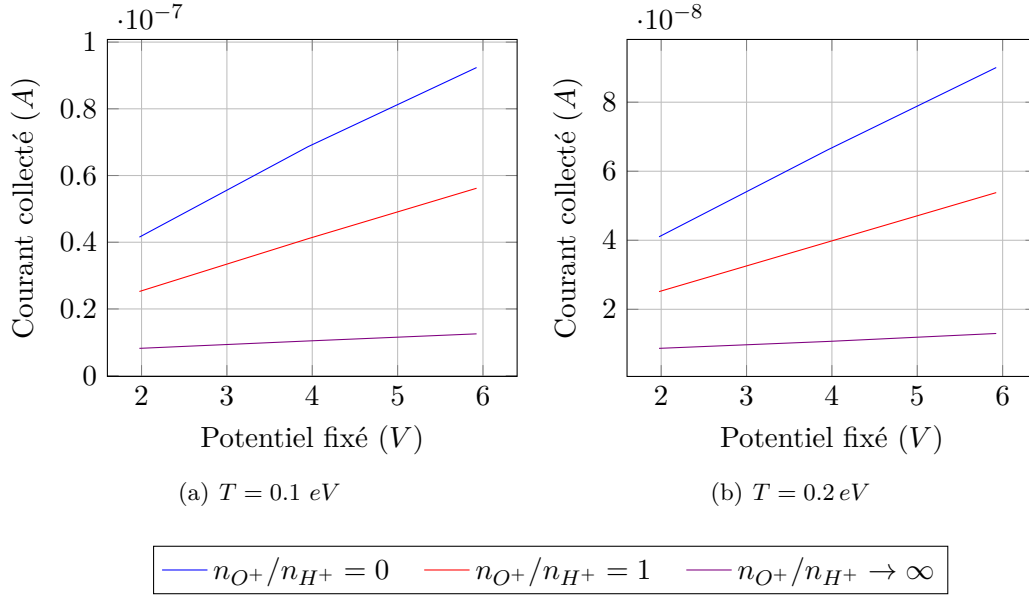 ·10⁻⁷
1
0.8
0.6
0.4
0.2
0
2 3 4 5 6
Courant collecté (A)
Potentiel fixé (V)
(a) T = 0.1 eV
·10⁻⁸
8
6
4
2
2 3 4 5 6
Courant collecté (A)
Potentiel fixé (V)
(b) T = 0.2 eV
n_{O⁺}/n_{H⁺} = 0 n_{O⁺}/n_{H⁺} = 1 n_{O⁺}/n_{H⁺} → ∞